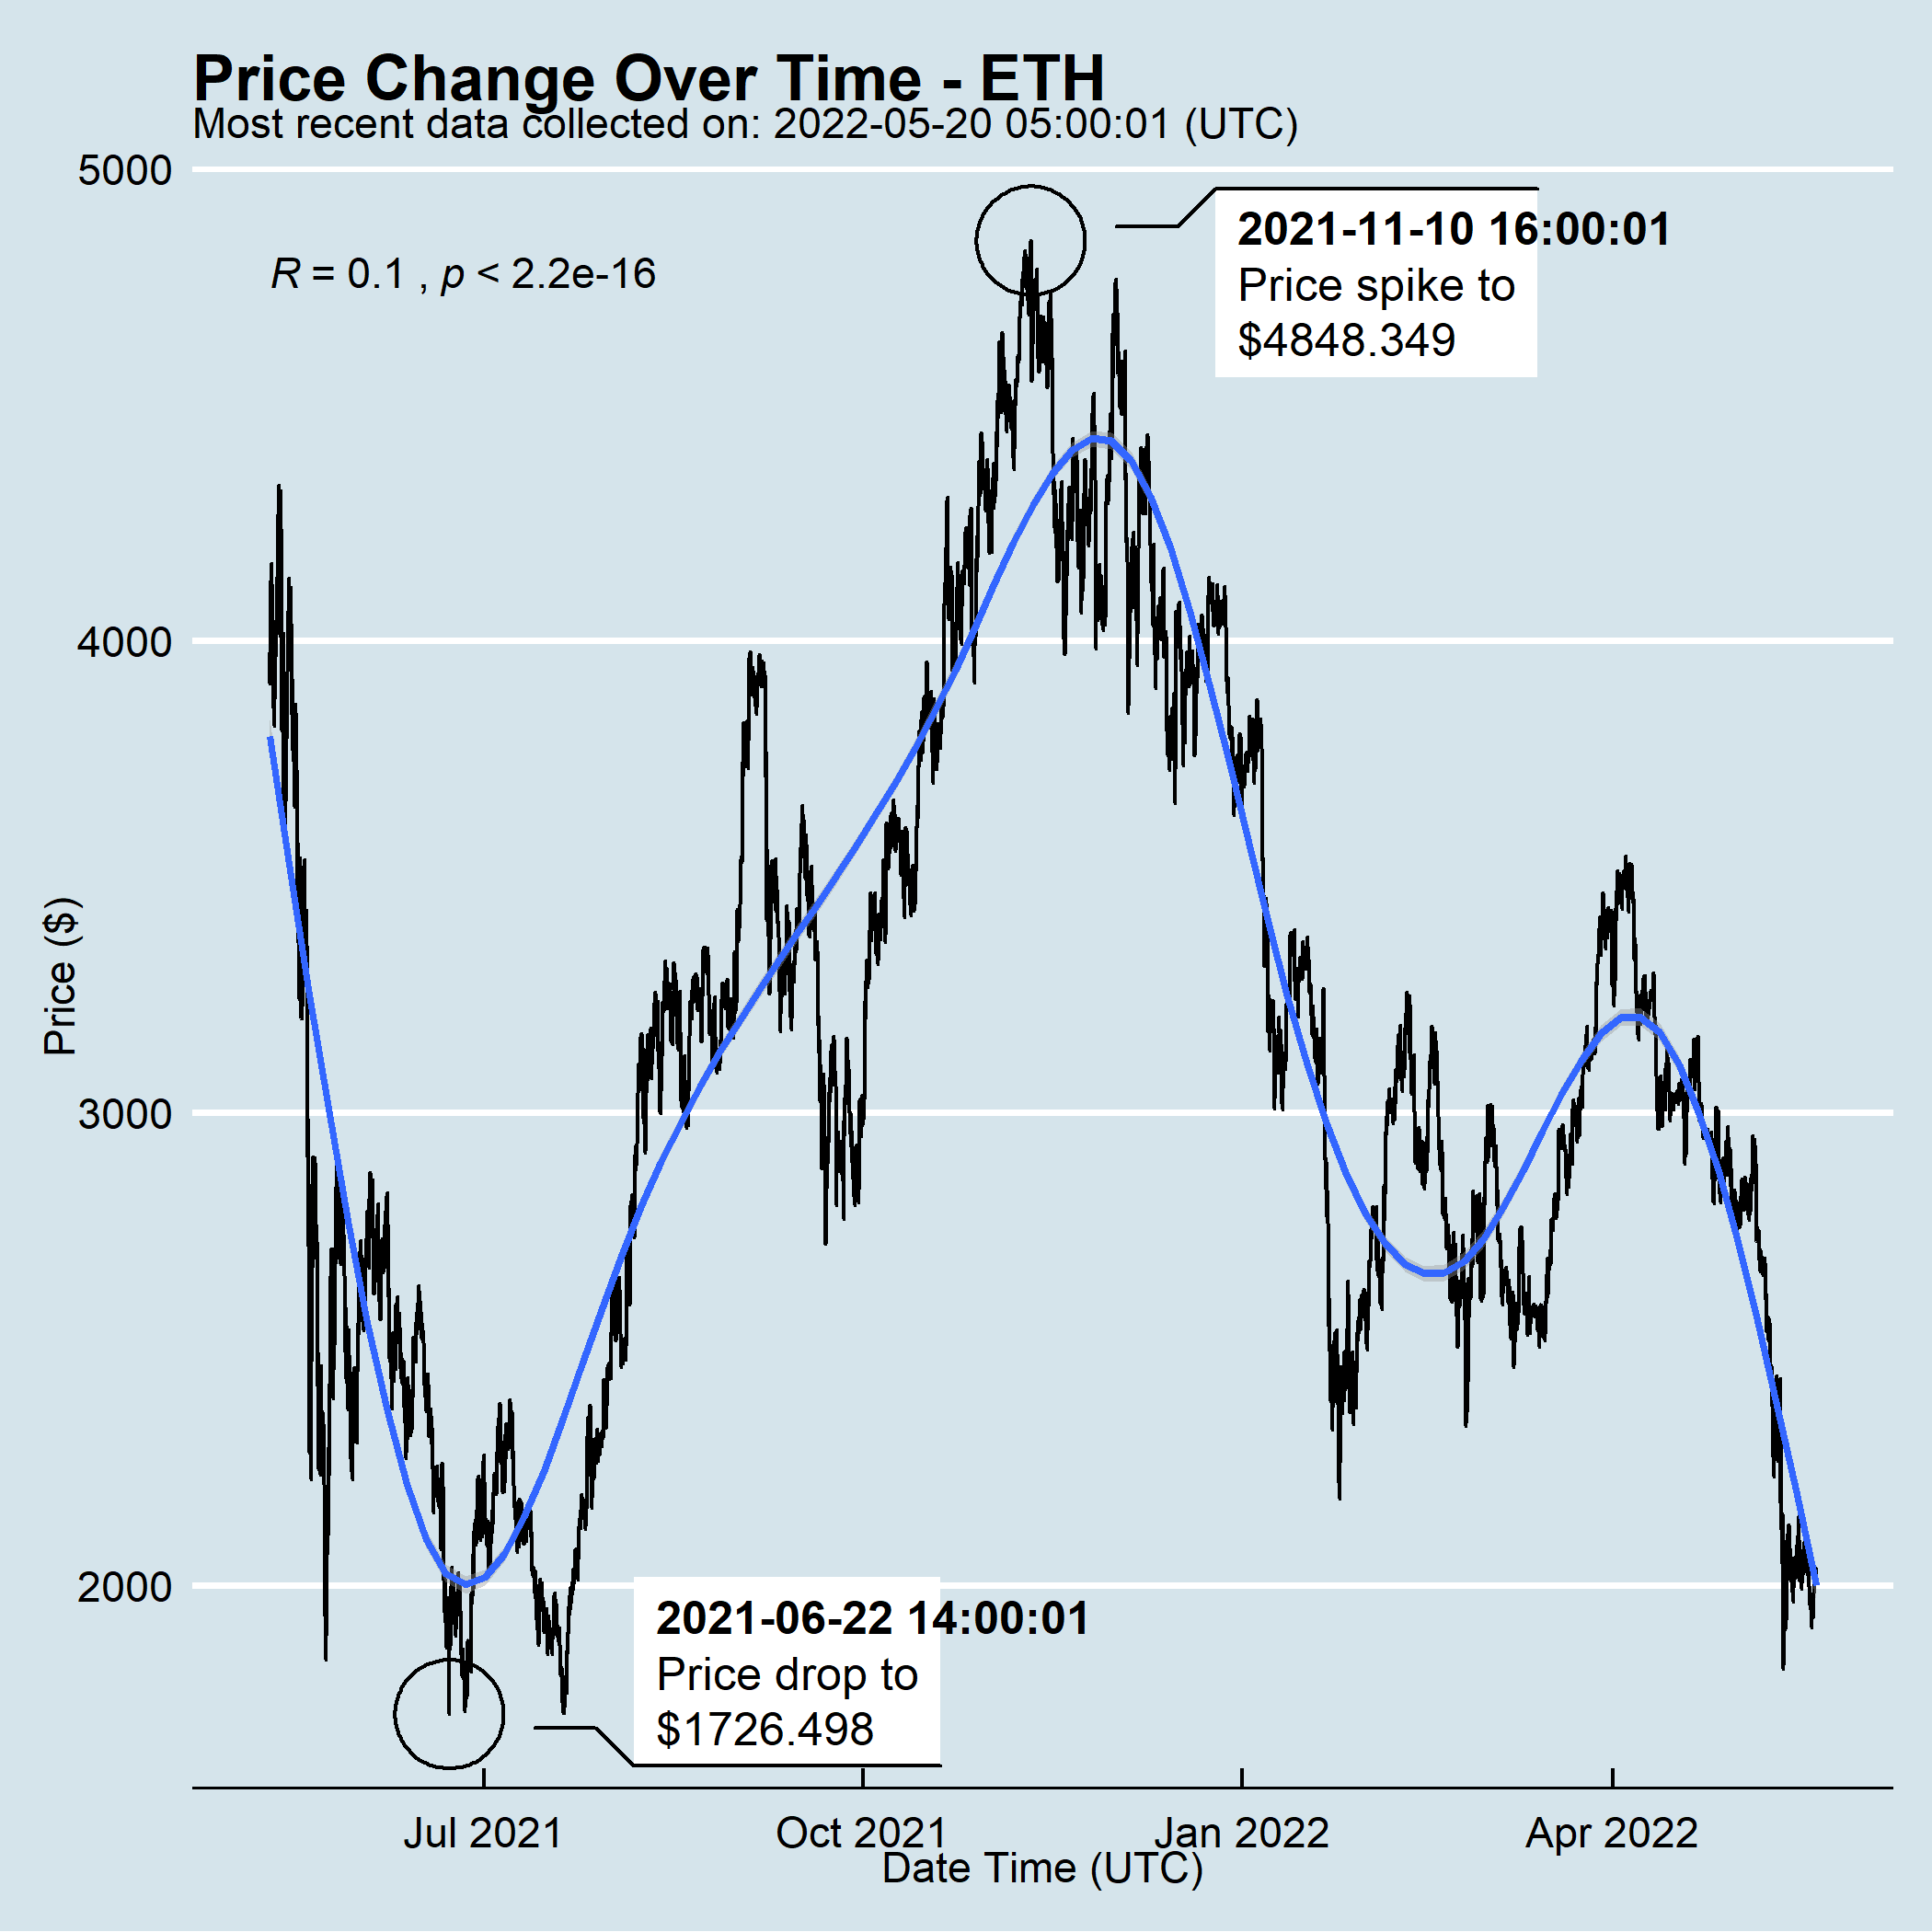 Price Change Over Time - ETH
Most recent data collected on: 2022-05-20 05:00:01 (UTC)
5000
2021-11-10 16:00:01
Price spike to
$4848.349
R = 0.1 , p < 2.2e-16
4000
Price ($)
3000
2000
2021-06-22 14:00:01
Price drop to
$1726.498
Jul 2021 Oct 2021 Jan 2022 Apr 2022
Date Time (UTC)